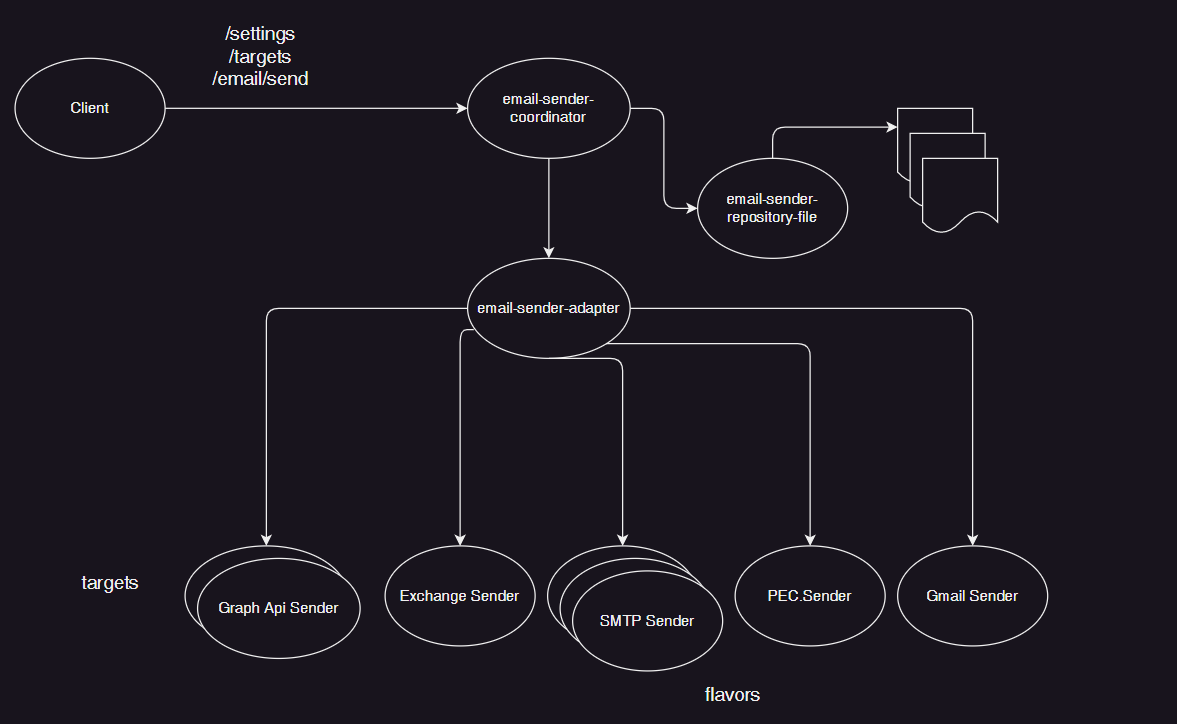 /settings
/targets
/email/send
Client
email-sender-
coordinator
email-sender-
repository-file
email-sender-adapter
targets
Graph Api Sender
Exchange Sender
SMTP Sender
PEC.Sender
Gmail Sender
flavors